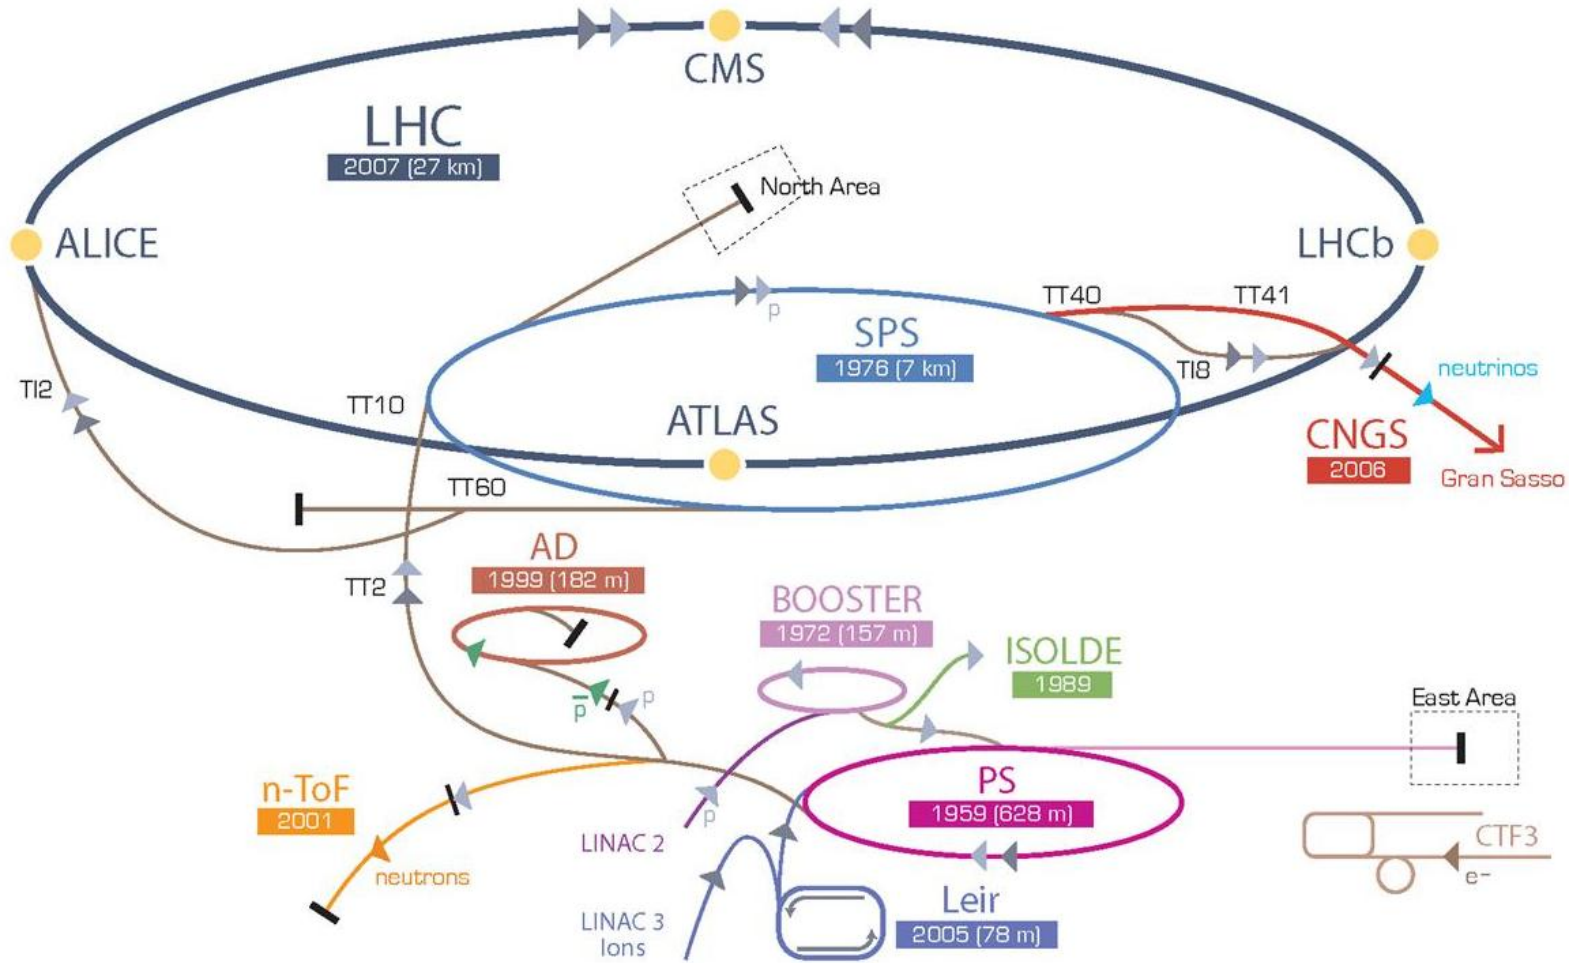 CMS
LHC
2007 (27 km)
North Area
ALICE
LHCb
TT40
TT41
p
SPS
1976 (7 km)
TI8
neutrinos
TI2
TT10
ATLAS
CNGS
2006
Gran Sasso
TT60
AD
1999 (182 m)
TT2
BOOSTER
1972 (157 m)
ISOLDE
1989
p̅
p
East Area
n-ToF
2001
PS
1959 (628 m)
p
LINAC 2
CTF3
neutrons
e-
Leir
2005 (78 m)
LINAC 3
Ions